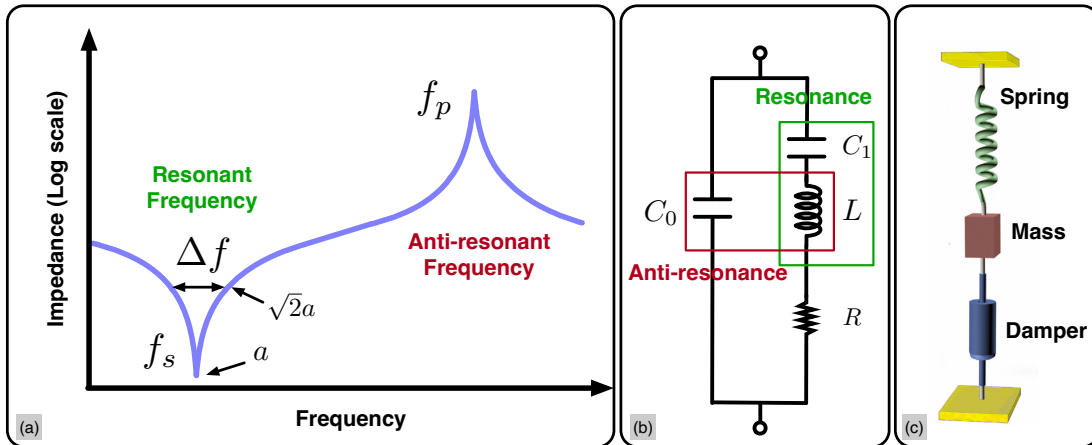 Impedance (Log scale)
Resonant
Frequency
Δf
f_s
√2a
a
f_p
Anti-resonant
Frequency
Frequency
(a)
Resonance
C_1
C_0
L
Anti-resonance
R
(b)
Spring
Mass
Damper
(c)